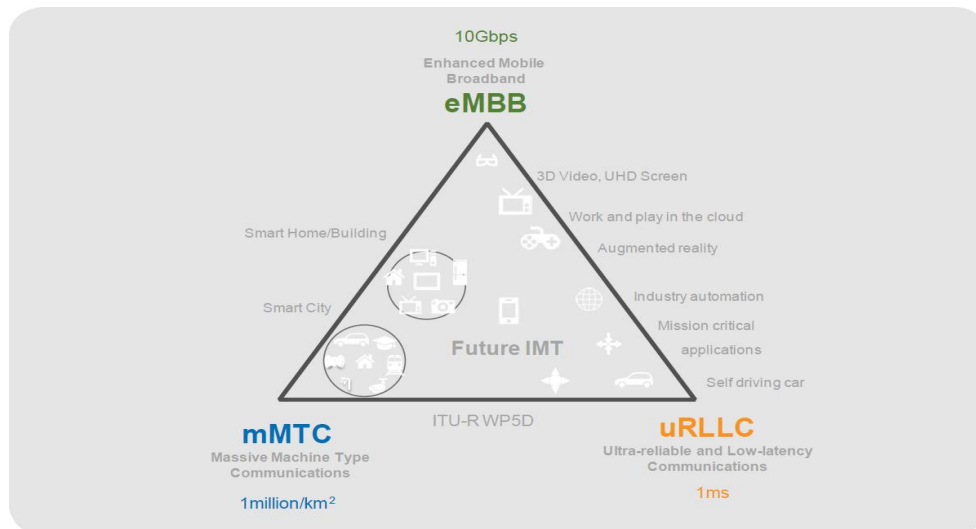 10Gbps
Enhanced Mobile
Broadband
eMBB
3D Video, UHD Screen
Work and play in the cloud
Smart Home/Building
Augmented reality
Industry automation
Smart City
Mission critical
Future IMT
applications
Self driving car
ITU-R WP5D
mMTC
uRLLC
Massive Machine Type
Communications
Ultra-reliable and Low-latency
Communications
1million/km²
1ms